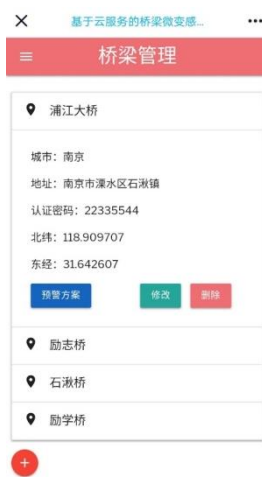 基于云服务的桥梁微变感...
桥梁管理
浦江大桥
城市：南京
地址：南京市溧水区石湫镇
认证密码：22335544
北纬：118.909707
东经：31.642607
预警方案 修改 删除
励志桥
石湫桥
励学桥